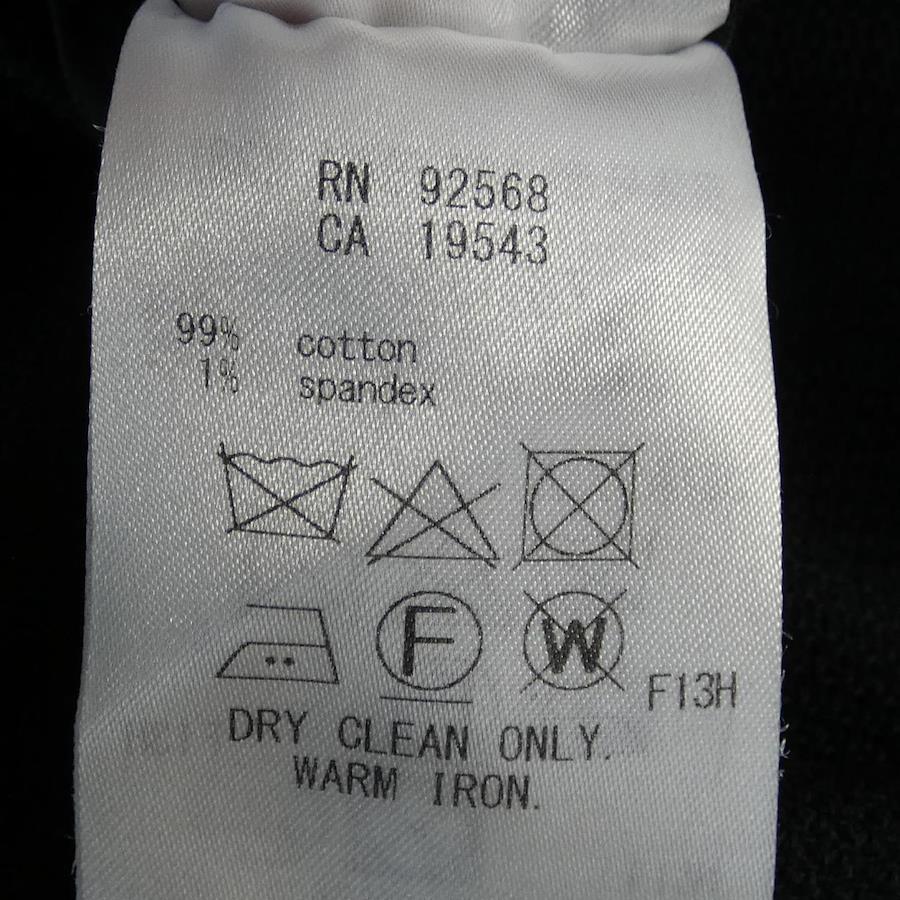 RN 92568
CA 19543
99% cotton
1% spandex
F W
F13H
DRY CLEAN ONLY.
WARM IRON.